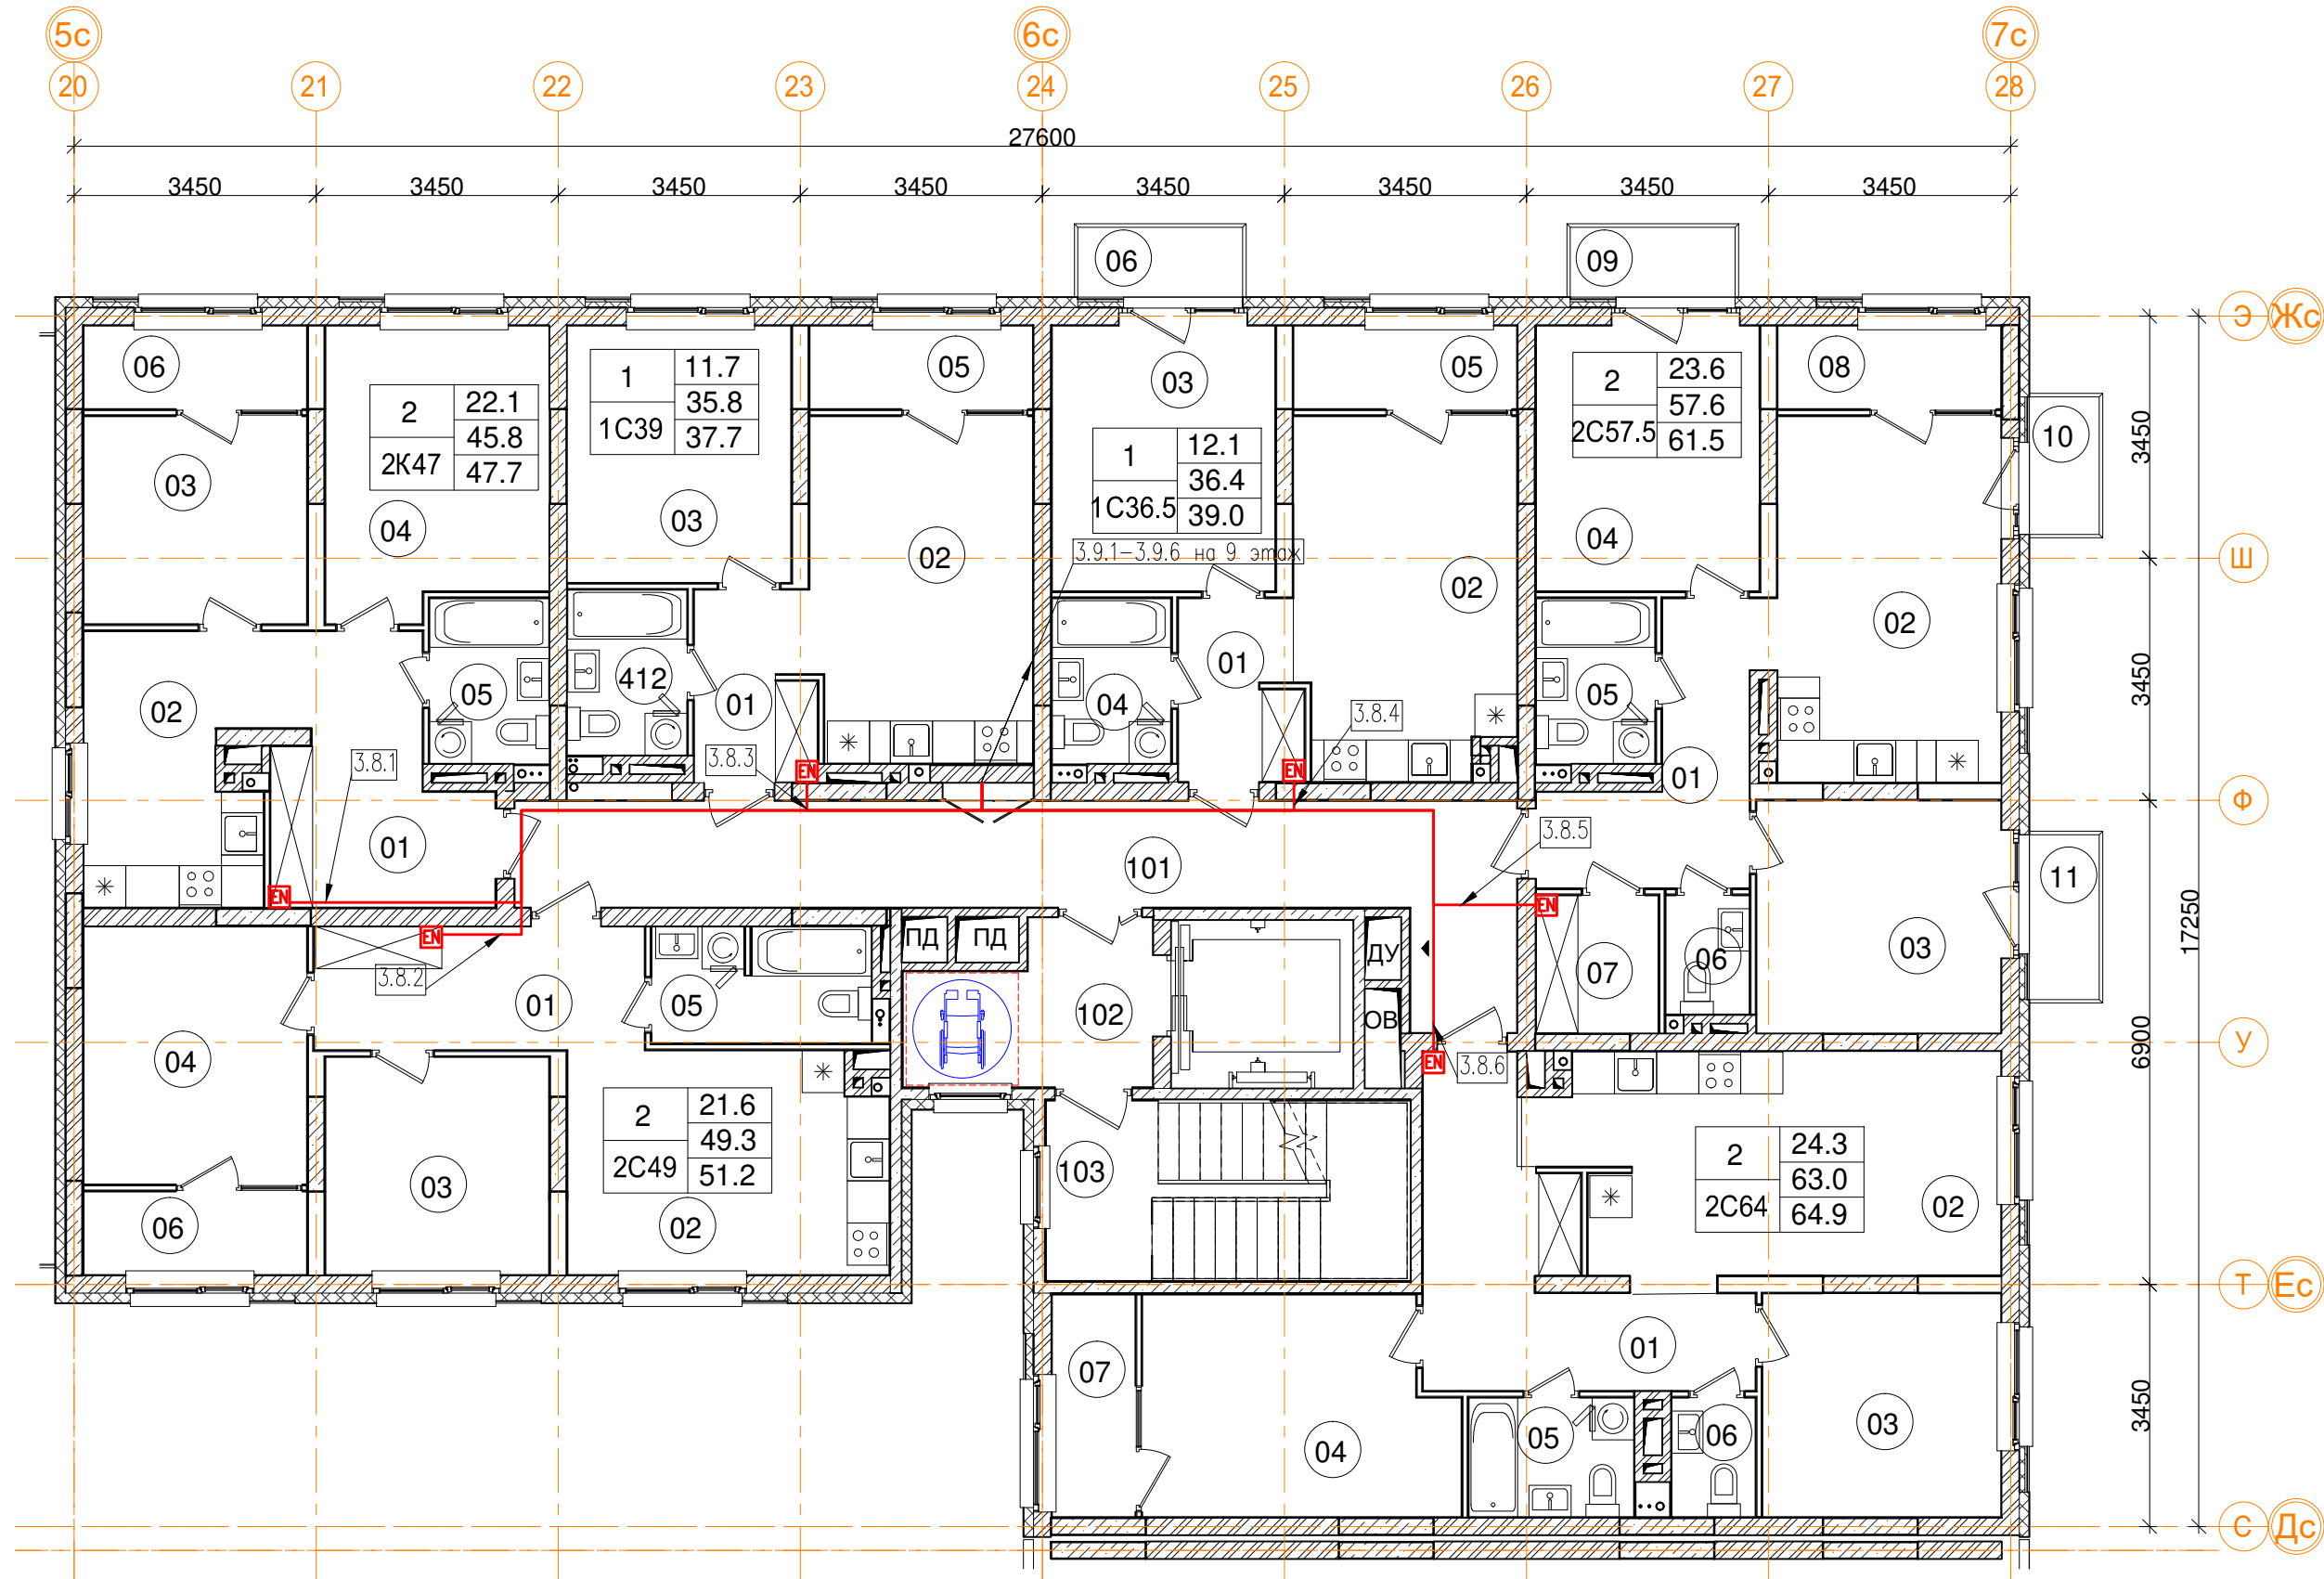 5с 6с 7с
20 21 22 23 24 25 26 27 28
27600
3450 3450 3450 3450 3450 3450 3450 3450
06 09
Э Жс
06 05 03 05 08
2 22.1
45.8
2К47 47.7
1 11.7
35.8
1С39 37.7
2 23.6
57.6
2С57.5 61.5
1 12.1
36.4
1С36.5 39.0
10
3450
03 04 03 02 04
3.9.1-3.9.6 на 9 этаж
Ш
02 02
02 05 412 01 04 01 05
3450
3.8.1 3.8.3 3.8.4
EN EN
01
Ф
3.8.5
01 101 11
EN EN
EN
3.8.2
ПД ПД ДУ
03
07 06
17250
01 05 102 ОВ
04
У
6900
EN 3.8.6
2 21.6
49.3
2С49 51.2
2 24.3
63.0
2С64 64.9
103
03 02
06 02
Т Ес
01
07
04 05 06 03
3450
С Дс